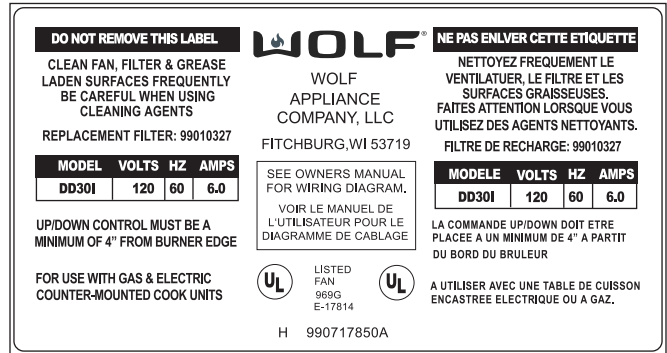 DO NOT REMOVE THIS LABEL
CLEAN FAN, FILTER & GREASE
LADEN SURFACES FREQUENTLY
BE CAREFUL WHEN USING
CLEANING AGENTS
REPLACEMENT FILTER: 99010327
MODEL VOLTS HZ AMPS
DD30I 120 60 6.0
UP/DOWN CONTROL MUST BE A
MINIMUM OF 4” FROM BURNER EDGE
FOR USE WITH GAS & ELECTRIC
COUNTER-MOUNTED COOK UNITS
WOLF®
WOLF
APPLIANCE
COMPANY, LLC
FITCHBURG,WI 53719
SEE OWNERS MANUAL
FOR WIRING DIAGRAM.
VOIR LE MANUEL DE
L'UTILISATEUR POUR LE
DIAGRAMME DE CABLAGE
UL
LISTED
FAN
969G
E-17814
UL
H 990717850A
NE PAS ENLVER CETTE ETIQUETTE
NETTOYEZ FREQUEMENT LE
VENTILATUER, LE FILTRE ET LES
SURFACES GRAISSEUSES.
FAITES ATTENTION LORSQUE VOUS
UTILISEZ DES AGENTS NETTOYANTS.
FILTRE DE RECHARGE: 99010327
MODELE VOLTS HZ AMPS
DD30I 120 60 6.0
LA COMMANDE UP/DOWN DOIT ETRE
PLACEE A UN MINIMUM DE 4” A PARTIT
DU BORD DU BRULEUR
A UTILISER AVEC UNE TABLE DE CUISSON
ENCASTREE ELECTRIQUE OU A GAZ.